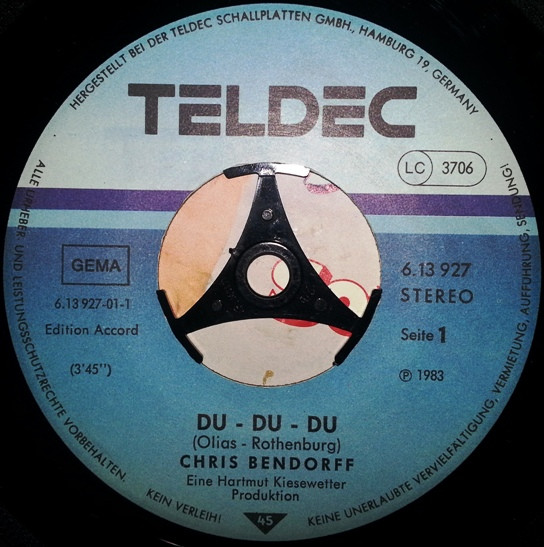 HERGESTELLT BEI DER TELDEC SCHALLPLATTEN GMBH., HAMBURG 19, GERMANY
TELDEC
LC 3706
GEMA
6.13 927-01-1
Edition Accord
(3'45")
6.13 927
STEREO
Seite 1
℗ 1983
DU - DU - DU
(Olias - Rothenburg)
CHRIS BENDORFF
Eine Hartmut Kiesewetter
Produktion
45
ALLE URHEBER UND LEISTUNGSSCHUTZRECHTE VORBEHALTEN. KEIN VERLEIH! KEINE UNERLAUBTE VERVIELFÄLTIGUNG, VERMIETUNG, AUFFÜHRUNG, SENDUNG!